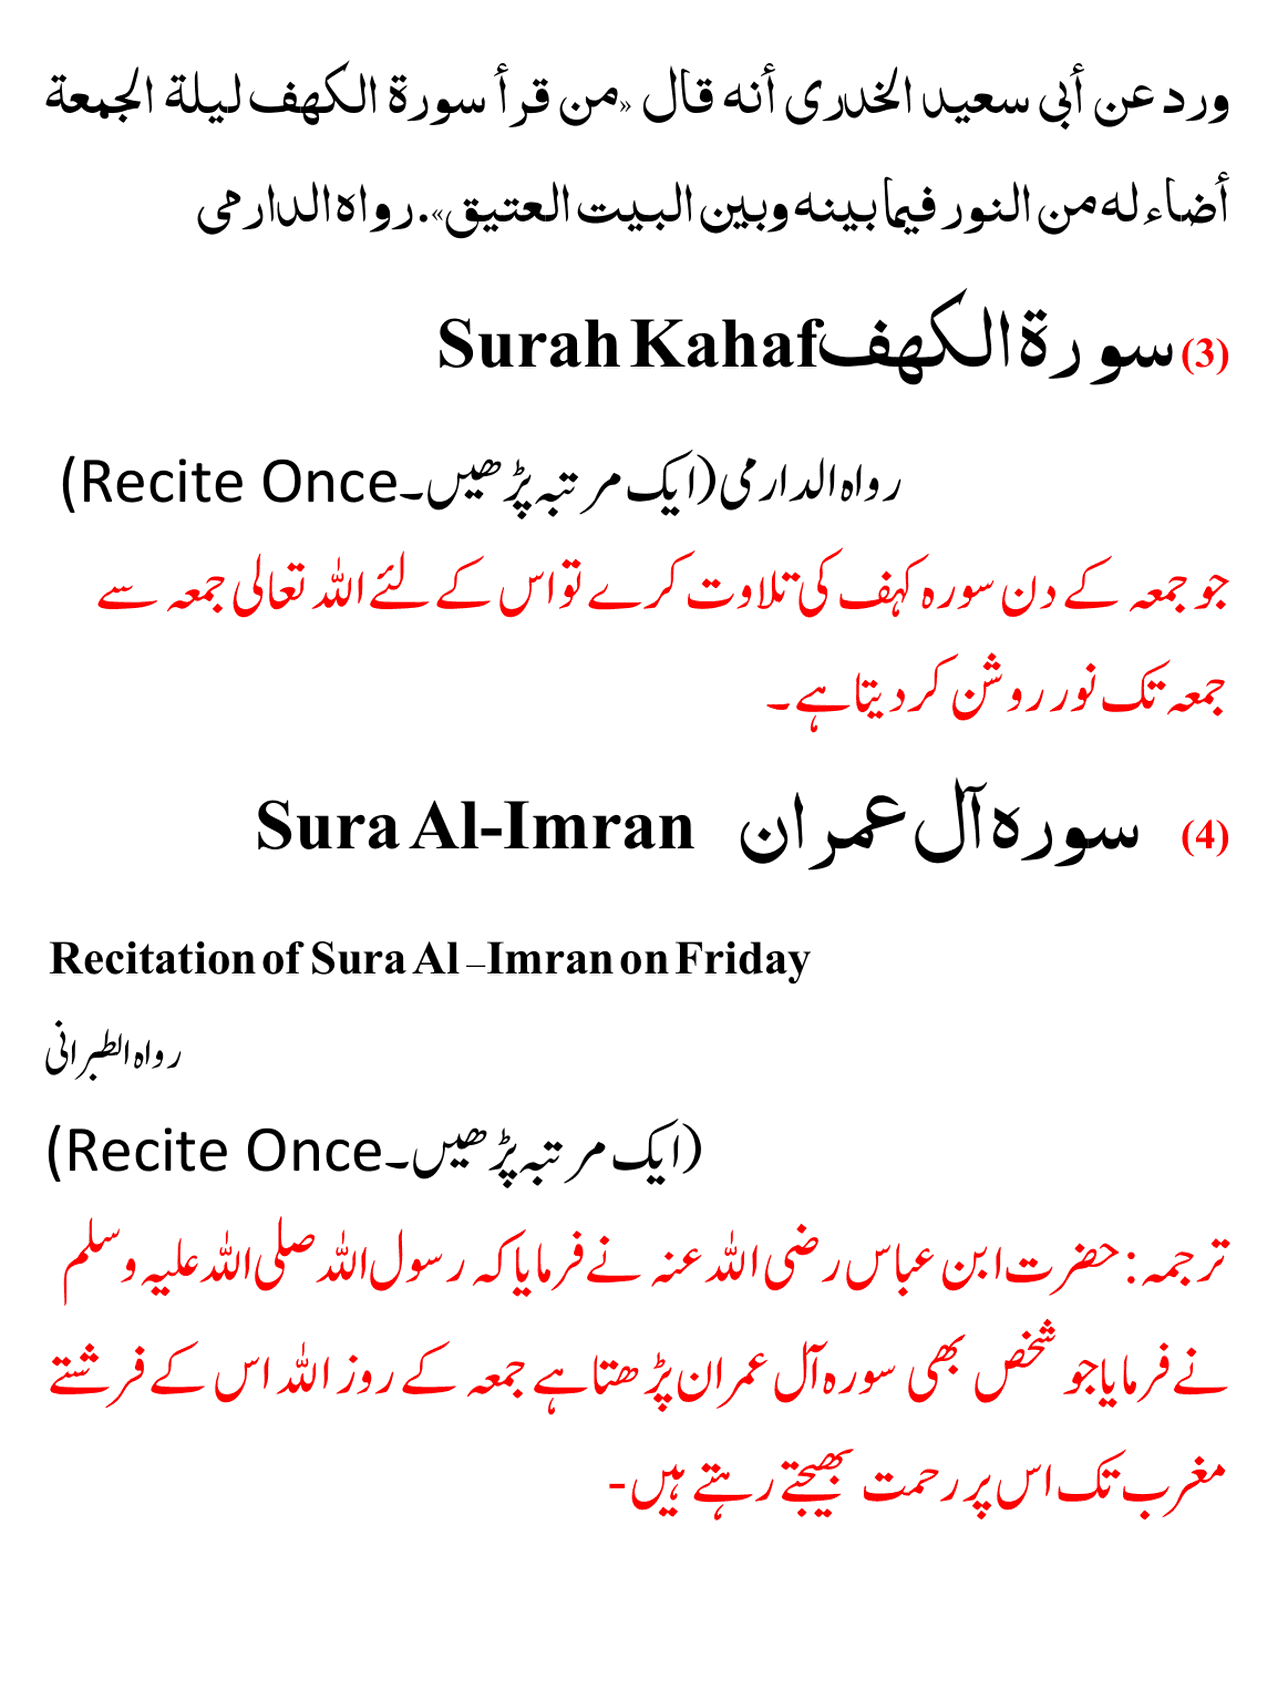 ورد عن أبي سعيد الخدرى أنه قال «من قرأ سورة الكهف ليلة الجمعة
أضاء له من النور فيما بينه وبين البيت العتيق». رواه الدارمى
(3) سورة الكهف Surah Kahaf
رواہ الدارمی (ایک مرتبہ پڑھیں۔ Recite Once)
جو جمعہ کے دن سورہ کہف کی تلاوت کرے تو اس کے لئے اللہ تعالی جمعہ سے
جمعہ تک نور روشن کر دیتا ہے۔
(4) سورہ آل عمران Sura Al-Imran
Recitation of Sura Al –Imran on Friday
رواہ الطبرانی
(ایک مرتبہ پڑھیں۔ Recite Once)
ترجمہ: حضرت ابن عباس رضی اللہ عنہ نے فرمایا کہ رسول اللہ صلی اللہ علیہ وسلم
نے فرمایا جو شخص بھی سورہ آل عمران پڑھتا ہے جمعہ کے روز اللہ اس کے فرشتے
مغرب تک اس پر رحمت بھیجتے رہتے ہیں-